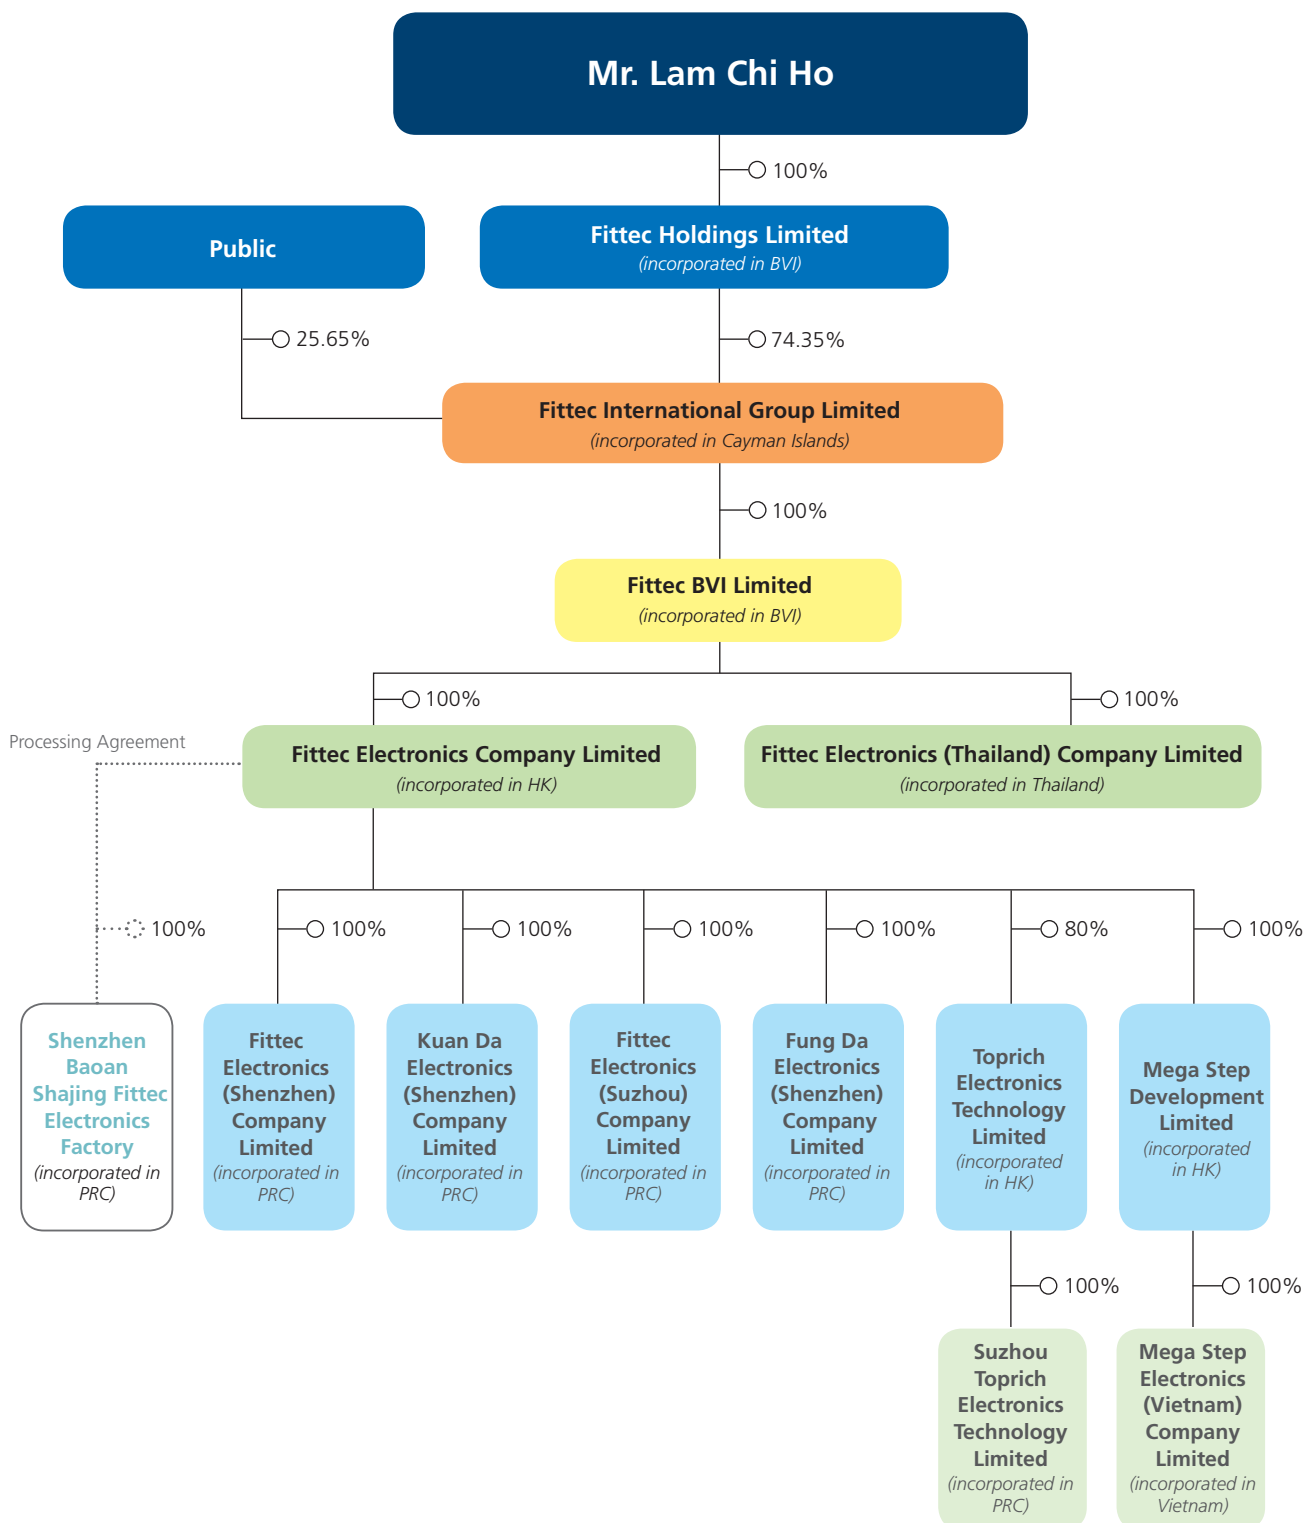 Mr. Lam Chi Ho
100%
Public
Fittec Holdings Limited
(incorporated in BVI)
25.65%
74.35%
Fittec International Group Limited
(incorporated in Cayman Islands)
100%
Fittec BVI Limited
(incorporated in BVI)
100%
100%
Processing Agreement
Fittec Electronics Company Limited
(incorporated in HK)
Fittec Electronics (Thailand) Company Limited
(incorporated in Thailand)
100%
100%
100%
100%
100%
80%
100%
Shenzhen
Baoan
Shajing Fittec
Electronics
Factory
(incorporated in
PRC)
Fittec
Electronics
(Shenzhen)
Company
Limited
(incorporated in
PRC)
Kuan Da
Electronics
(Shenzhen)
Company
Limited
(incorporated in
PRC)
Fittec
Electronics
(Suzhou)
Company
Limited
(incorporated in
PRC)
Fung Da
Electronics
(Shenzhen)
Company
Limited
(incorporated in
PRC)
Toprich
Electronics
Technology
Limited
(incorporated
in HK)
Mega Step
Development
Limited
(incorporated
in HK)
100%
100%
Suzhou
Toprich
Electronics
Technology
Limited
(incorporated in
PRC)
Mega Step
Electronics
(Vietnam)
Company
Limited
(incorporated in
Vietnam)